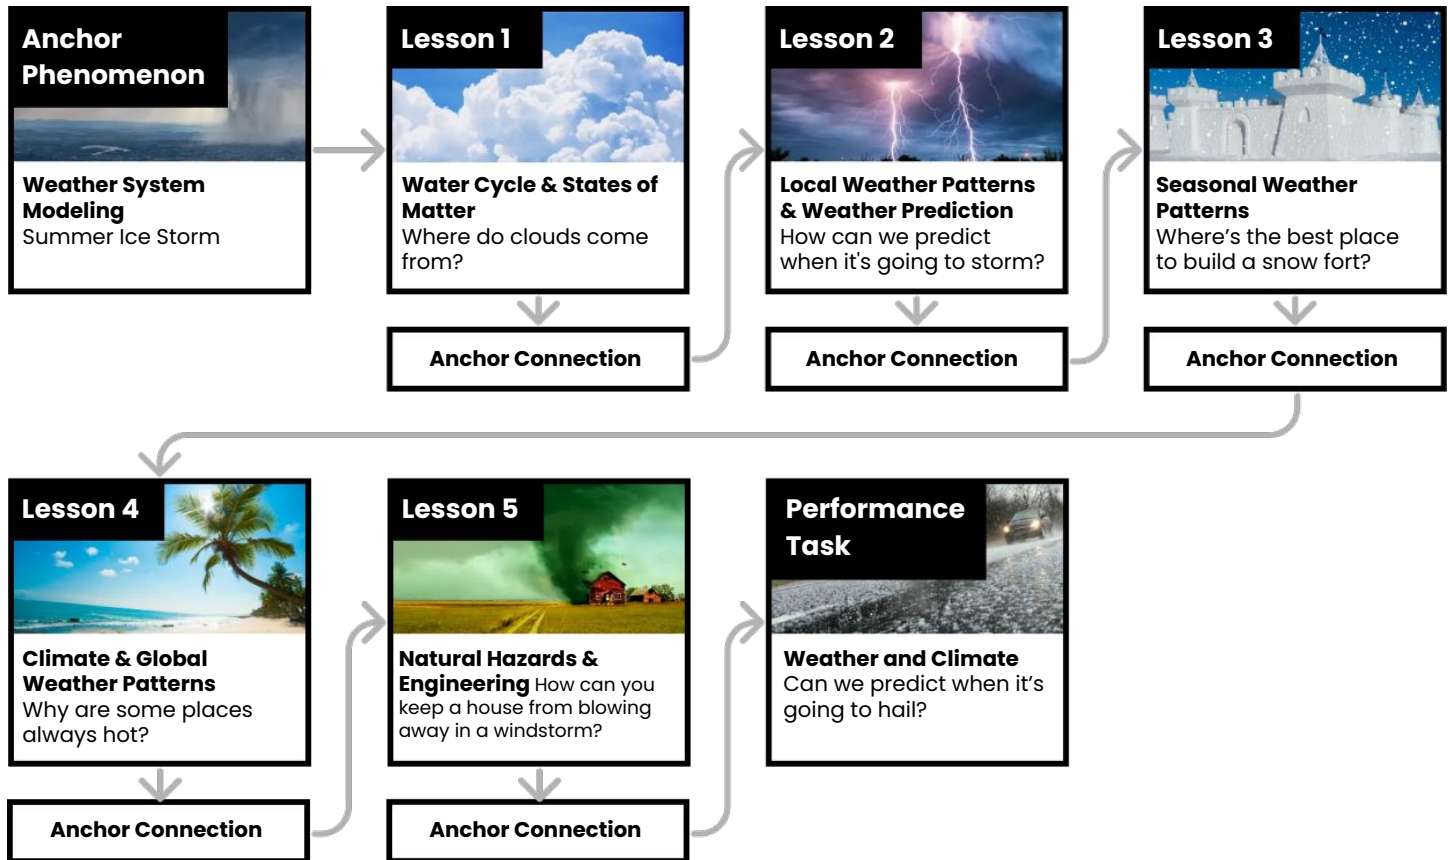 Anchor
Phenomenon
Weather System
Modeling
Summer Ice Storm
Lesson 1
Water Cycle & States of
Matter
Where do clouds come
from?
Anchor Connection
Lesson 2
Local Weather Patterns
& Weather Prediction
How can we predict
when it's going to storm?
Anchor Connection
Lesson 3
Seasonal Weather
Patterns
Where’s the best place
to build a snow fort?
Anchor Connection
Lesson 4
Climate & Global
Weather Patterns
Why are some places
always hot?
Anchor Connection
Lesson 5
Natural Hazards &
Engineering How can you
keep a house from blowing
away in a windstorm?
Anchor Connection
Performance
Task
Weather and Climate
Can we predict when it’s
going to hail?